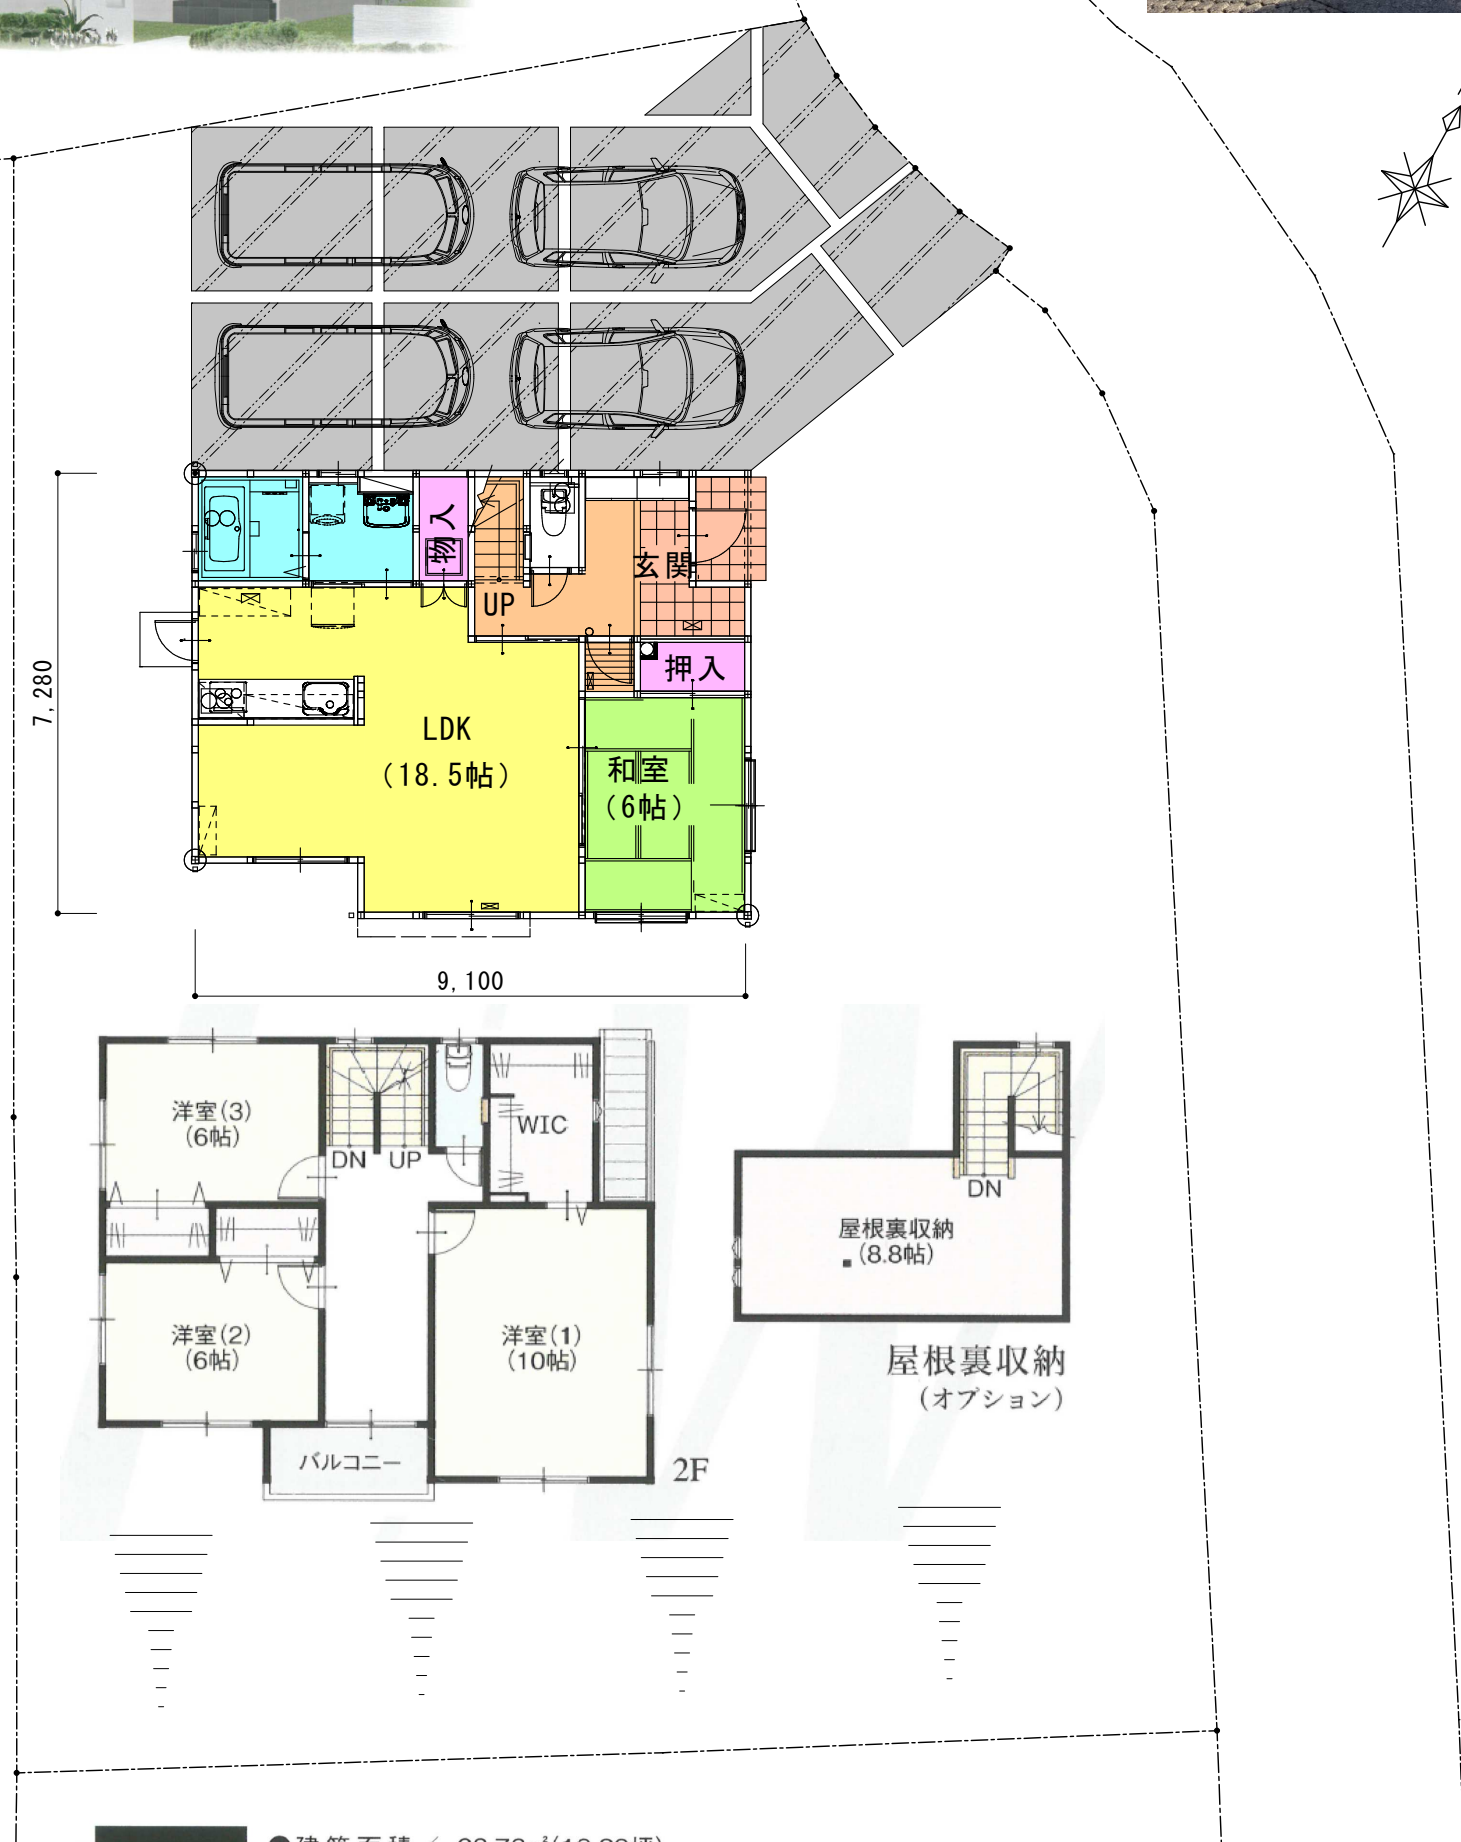 物入
玄関
UP
押入
LDK
(18.5帖)
和室
(6帖)
7,280
9,100
洋室(3)
(6帖)
DN
UP
WIC
洋室(2)
(6帖)
洋室(1)
(10帖)
バルコニー
2F
DN
屋根裏収納
(8.8帖)
屋根裏収納
(オプション)